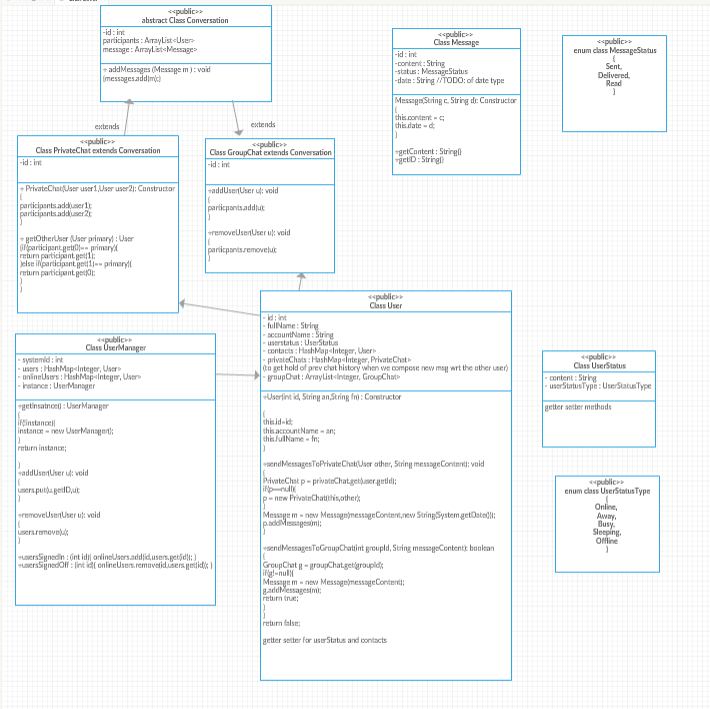 <<public>>
abstract Class Conversation
-id : int
participants : ArrayList<User>
message : ArrayList<Message>
+ addMessages (Message m ) : void
{messages.add(m);}
extends
extends
<<public>>
Class PrivateChat extends Conversation
-id : int
+ PrivateChat(User user1,User user2): Constructor
{
participants.add(user1);
participants.add(user2);
}
+ getOtherUser (User primary) : User
{if(participant.get(0)== primary){
return participant.get(1);
}else if(participant.get(1)== primary){
return participant.get(0);
}
}
<<public>>
Class GroupChat extends Conversation
-id : int
+addUser(User u): void
{
particpants.add(u);
}
+removeUser(User u): void
{
particpants.remove(u);
}
<<public>>
Class Message
-id : int
-content : String
-status : MessageStatus
-date : String //TODO: of date type
Message(String c, String d): Constructor
{
this.content = c;
this.date = d;
}
+getContent : String{}
+getID : String{}
<<public>>
enum class MessageStatus
{
Sent,
Delivered,
Read
}
<<public>>
Class UserManager
- systemId : int
- users : HashMap<Integer, User>
- onlineUsers : HashMap<Integer, User>
- instance : UserManager
+getInsatnce() : UserManager
{
if(!instance){
instance = new UserManager();
}
return instance;
}
+addUser(User u): void
{
users.put(u.getID,u);
}
+removeUser(User u): void
{
users.remove(u);
}
+usersSignedIn : (int id){ onlineUsers.add(id,users.get(id)); }
+usersSignedOff : (int id){ onlineUsers.remove(id,users.get(id)); }
<<public>>
Class User
- id : int
- fullName : String
- accountName : String
- userstatus : UserStatus
- contacts : HashMap<Integer, User>
- privateChats : HashMap<Integer, PrivateChat>
(to get hold of prev chat history when we compose new msg wrt the other user)
- groupChat : ArrayList<Integer, GroupChat>
+User(int id, String an,String fn) : Constructor
{
this.id=id;
this.accountName = an;
this.fullName = fn;
}
+sendMessagesToPrivateChat(User other, String messageContent): void
{
PrivateChat p = privateChat,get(user.getId);
if(p==null){
p = new PrivateChat(this,other);
}
Message m = new Message(messageContent,new String(System.getDate()));
p.addMessages(m);
}
+sendMessagesToGroupChat(int groupId, String messageContent): boolean
{
GroupChat g = groupChat.get(groupId);
if(g!=null){
Message m = new Message(messageContent);
g.addMessages(m);
return true;
}
}
return false;
getter setter for userStatus and contacts
<<public>>
Class UserStatus
- content : String
- userStatusType : UserStatusType
getter setter methods
<<public>>
enum class UserStatusType
{
Online,
Away,
Busy,
Sleeping,
Offline
}